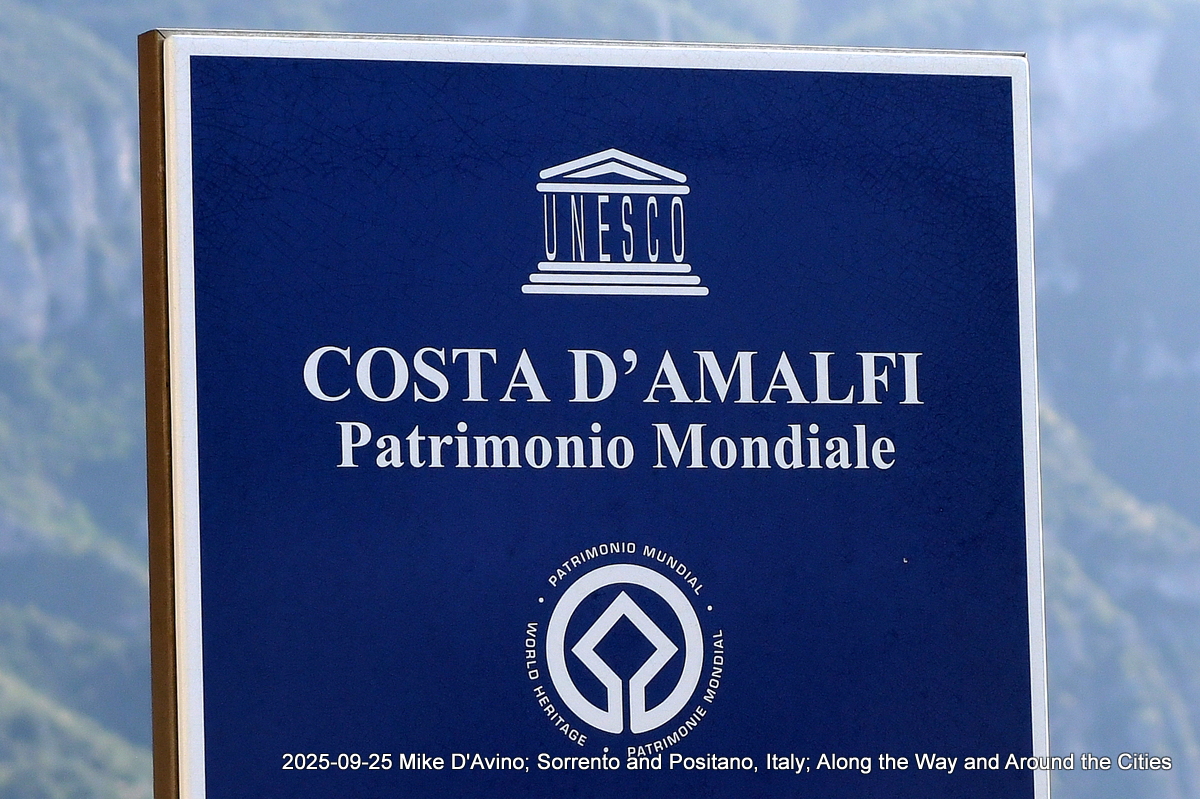 UNESCO
COSTA D’AMALFI
Patrimonio Mondiale
PATRIMONIO MUNDIAL
WORLD HERITAGE
PATRIMONIE MONDIAL
2025-09-25 Mike D'Avino; Sorrento and Positano, Italy; Along the Way and Around the Cities